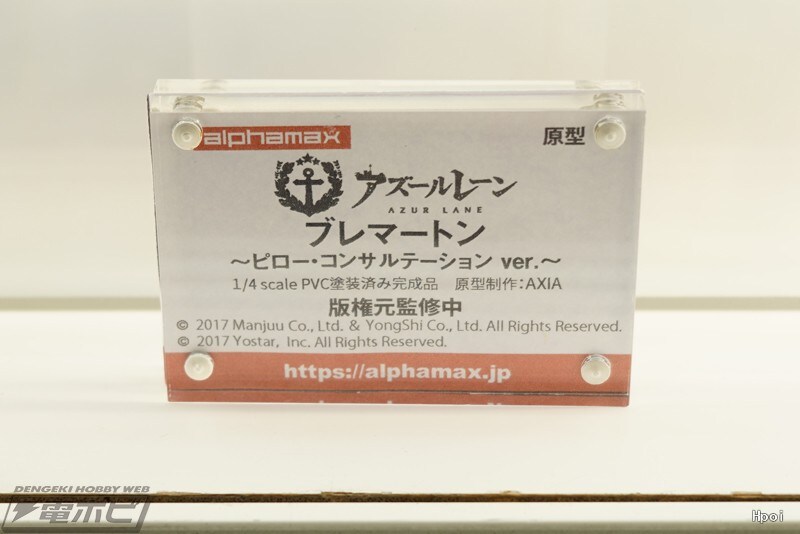 alphamax 原型
アズールレーン
AZUR LANE
ブレマートン
～ピロー・コンサルテーション ver.～
1/4 scale PVC塗装済み完成品 原型制作：AXIA
版権元監修中
© 2017 Manjuu Co., Ltd. & YongShi Co., Ltd. All Rights Reserved.
© 2017 Yostar, Inc. All Rights Reserved.
https://alphamax.jp
DENGEKI HOBBY WEB
電ホビ
Hpoi